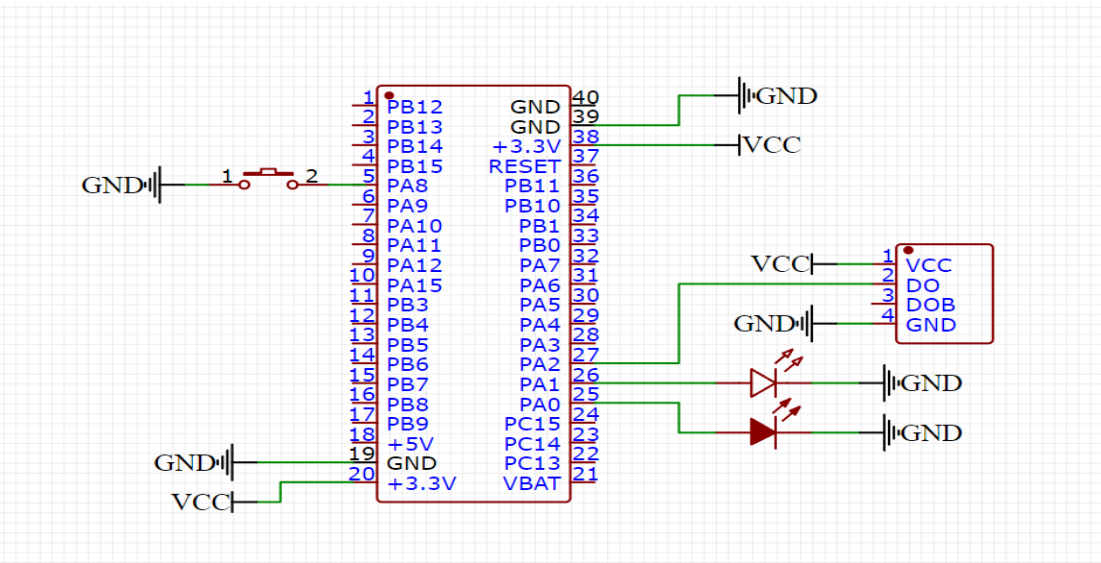 1 PB12 GND 40
2 PB13 GND 39 GND
3 PB14 +3.3V 38 VCC
4 PB15 RESET 37
GND 1 2 5 PA8 PB11 36
6 PA9 PB10 35
7 PA10 PB1 34
8 PA11 PB0 33
9 PA12 PA7 32 VCC 1 VCC
10 PA15 PA6 31 2 DO
11 PB3 PA5 30 3 DOB
12 PB4 PA4 29 GND 4 GND
13 PB5 PA3 28
14 PB6 PA2 27
15 PB7 PA1 26 GND
16 PB8 PA0 25
17 PB9 PC15 24 GND
18 +5V PC14 23
GND 19 GND PC13 22
20 +3.3V VBAT 21
VCC